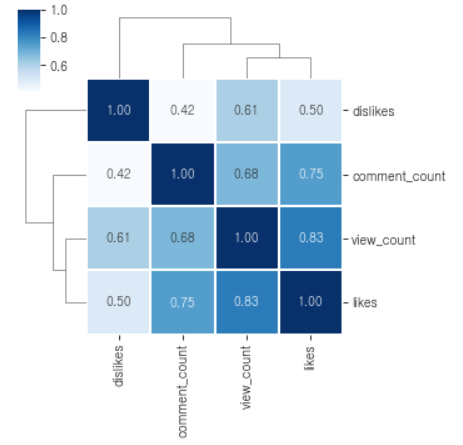 1.0
0.8
0.6
1.00 0.42 0.61 0.50 dislikes
0.42 1.00 0.68 0.75 comment_count
0.61 0.68 1.00 0.83 view_count
0.50 0.75 0.83 1.00 likes
dislikes
comment_count
view_count
likes